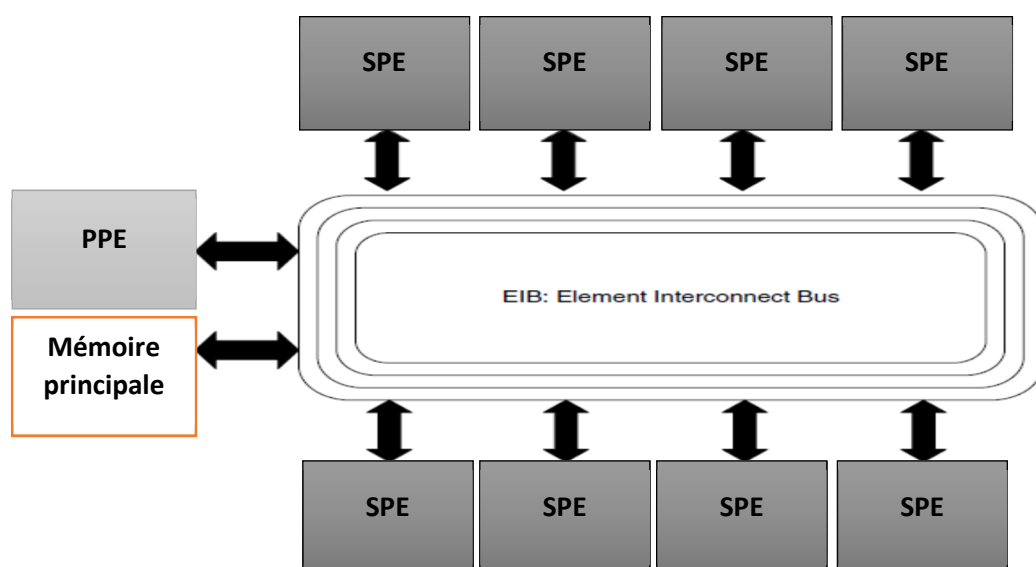 SPE SPE SPE SPE
PPE
EIB: Element Interconnect Bus
Mémoire
principale
SPE SPE SPE SPE